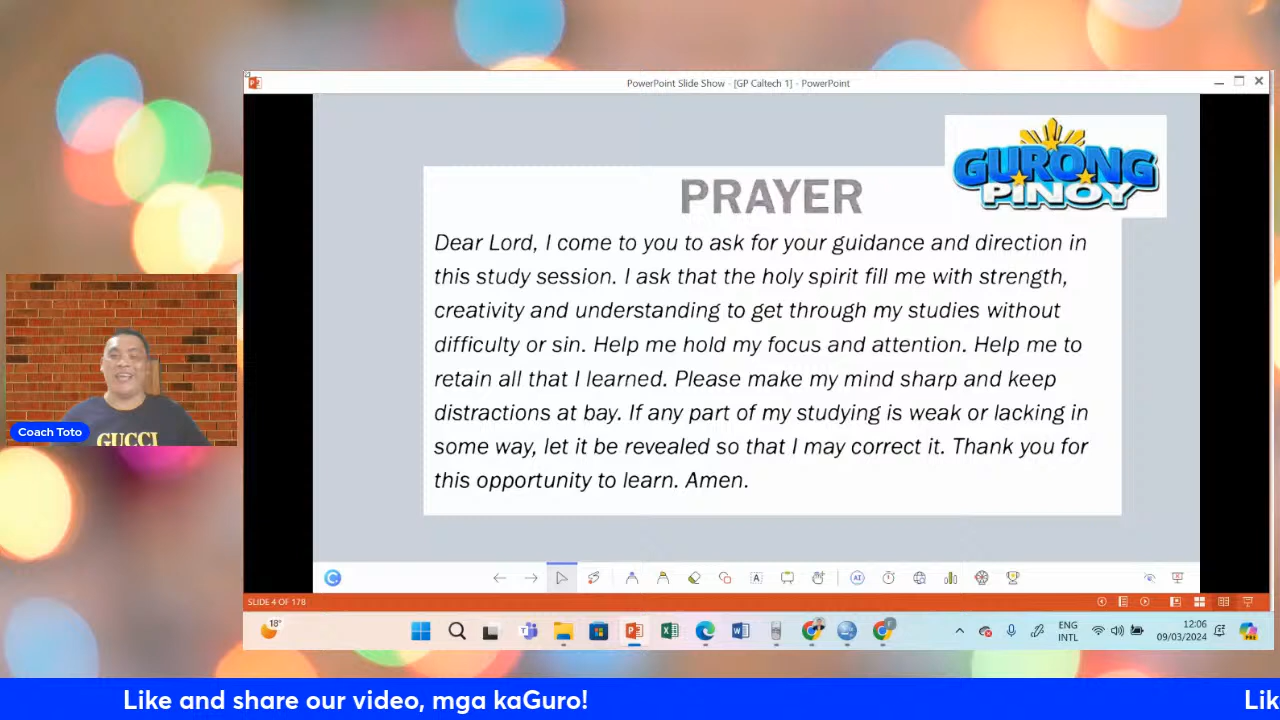 PowerPoint Slide Show - [GP Caltech 1] - PowerPoint
GURONG
PINOY
PRAYER
Dear Lord, I come to you to ask for your guidance and direction in
this study session. I ask that the holy spirit fill me with strength,
creativity and understanding to get through my studies without
difficulty or sin. Help me hold my focus and attention. Help me to
retain all that I learned. Please make my mind sharp and keep
distractions at bay. If any part of my studying is weak or lacking in
some way, let it be revealed so that I may correct it. Thank you for
this opportunity to learn. Amen.
GUCCI
Coach Toto
A
AI
SLIDE 4 OF 178
18°
ENG
INTL
12:06
09/03/2024
Like and share our video, mga kaGuro!
Lik